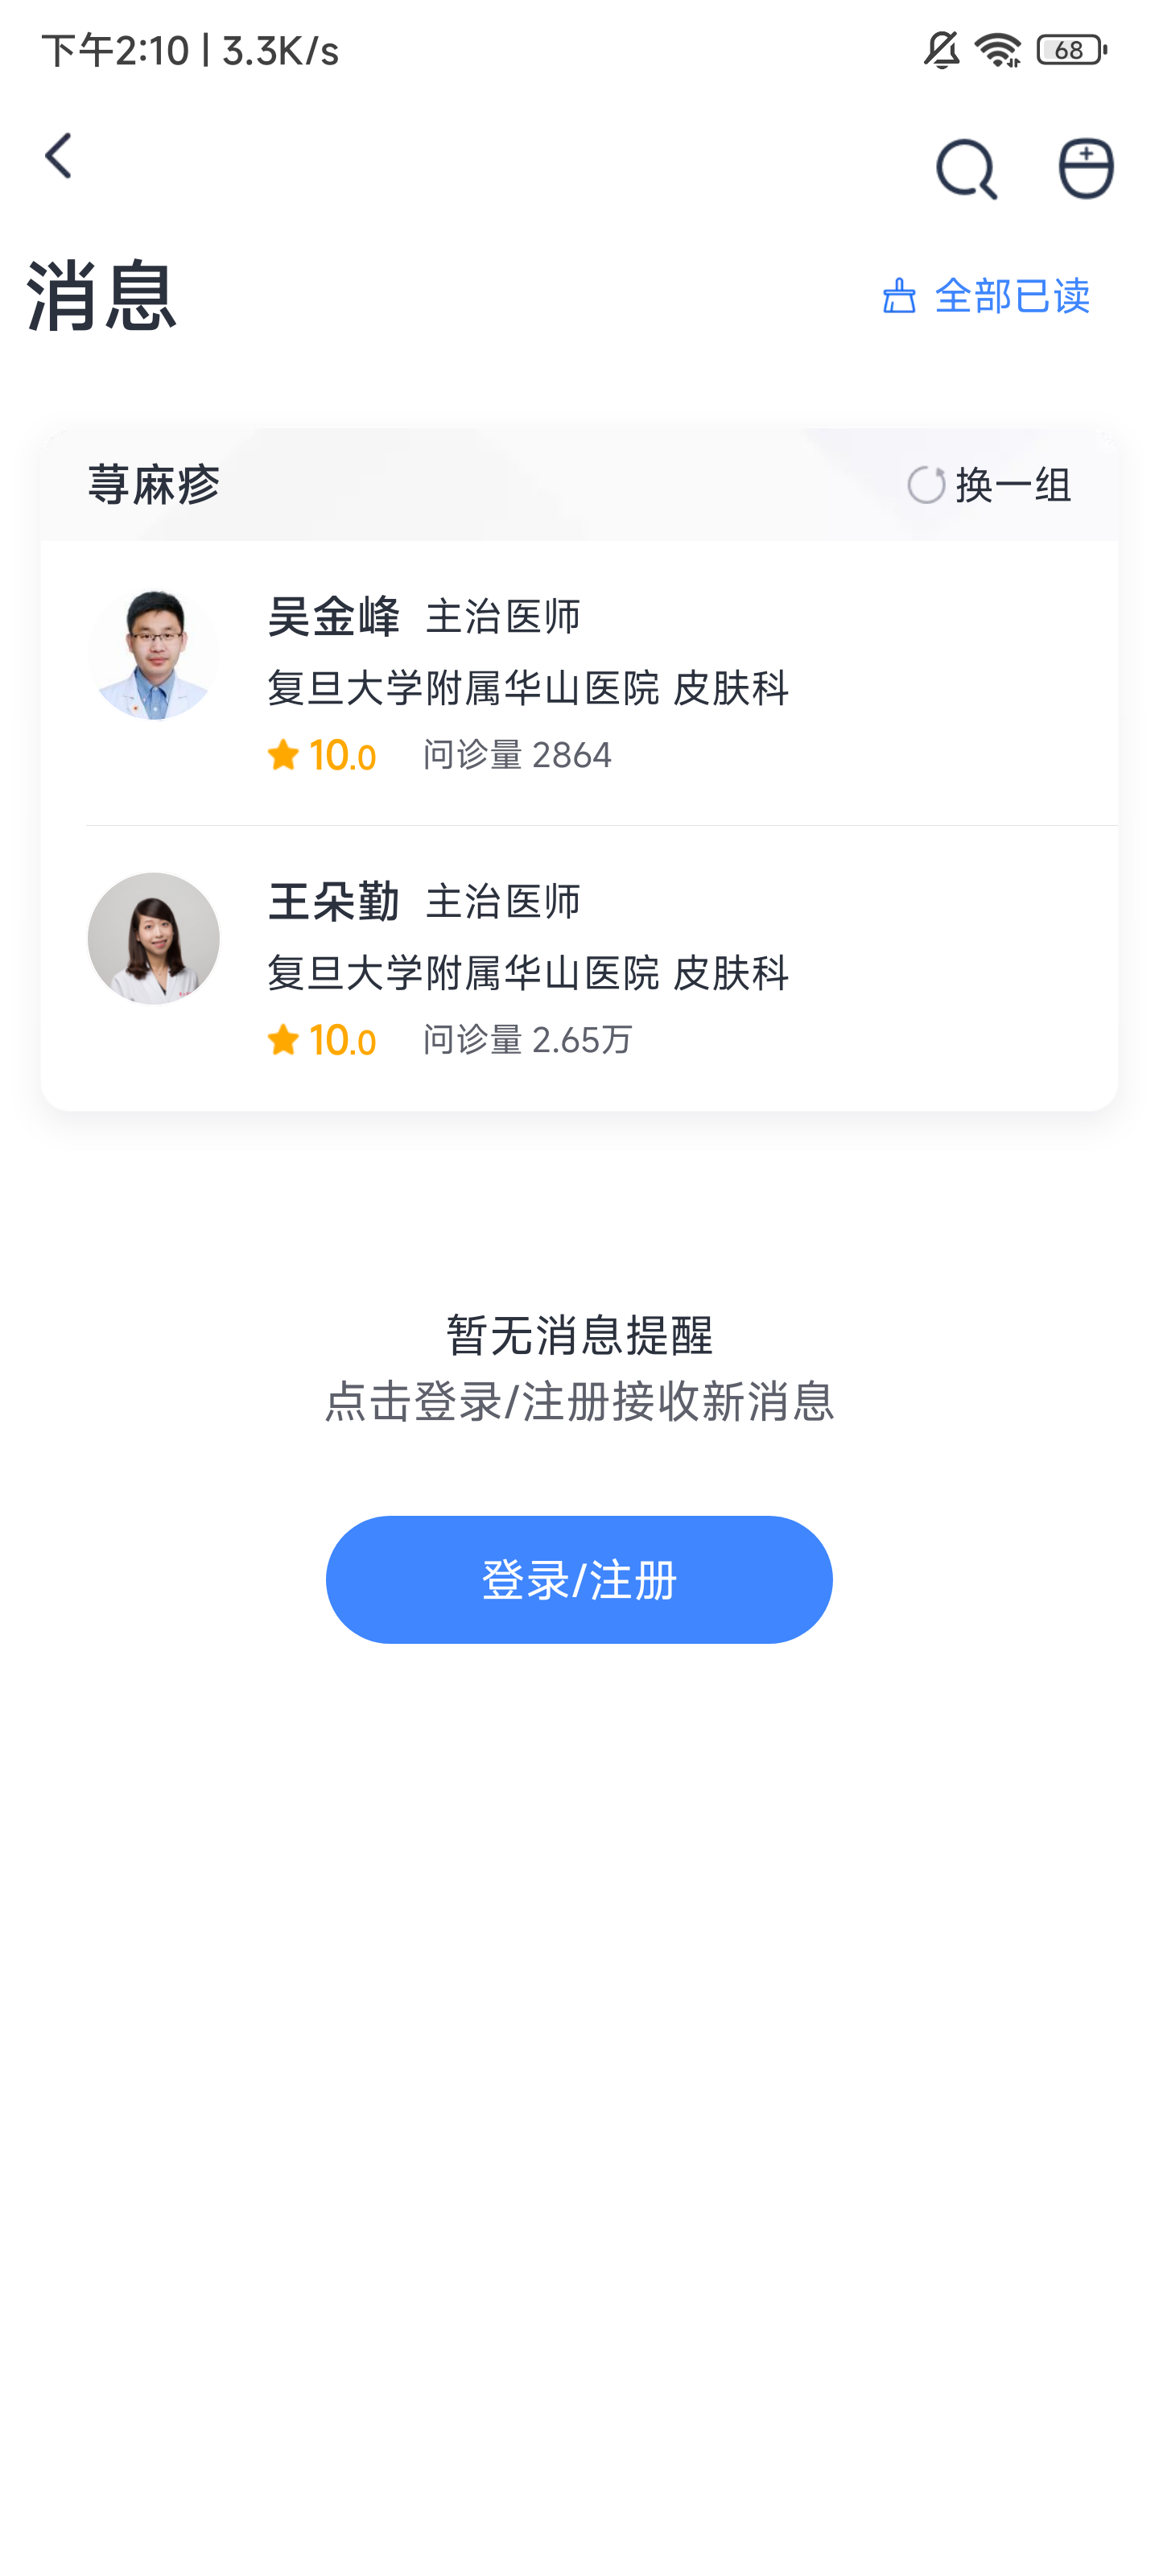 下午2:10 | 3.3K/s
68
消息
全部已读
荨麻疹
换一组
吴金峰 主治医师
复旦大学附属华山医院 皮肤科
10.0 问诊量 2864
王朵勤 主治医师
复旦大学附属华山医院 皮肤科
10.0 问诊量 2.65万
暂无消息提醒
点击登录/注册接收新消息
登录/注册